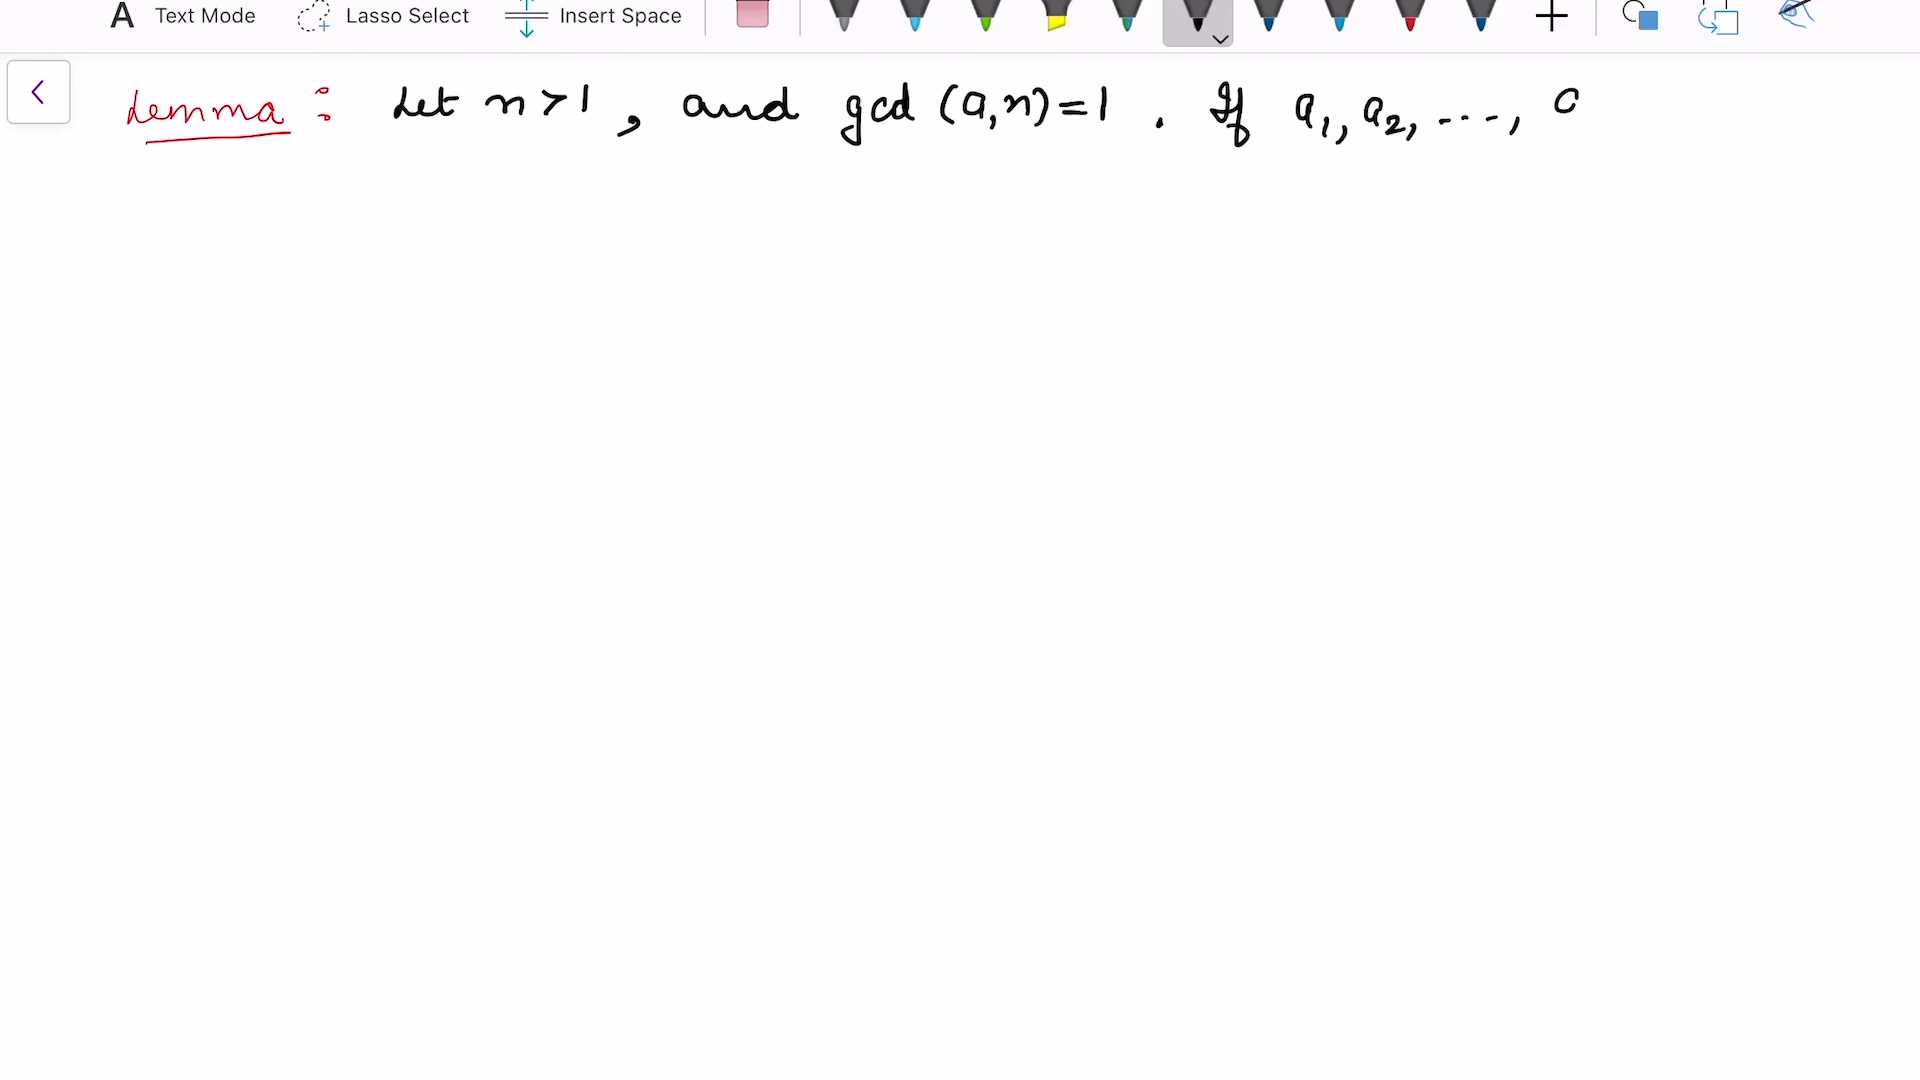 A Text Mode Lasso Select Insert Space
Lemma : Let n > 1 , and gcd (a,n) = 1 . If a₁, a₂, ...., a